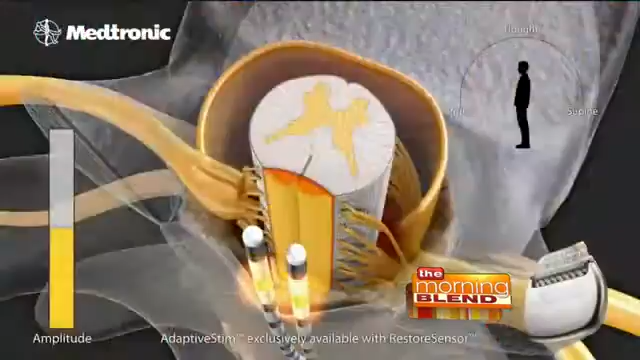 Medtronic
Upright
Supine
the
morning
BLEND
Amplitude
AdaptiveStim™ exclusively available with RestoreSensor™